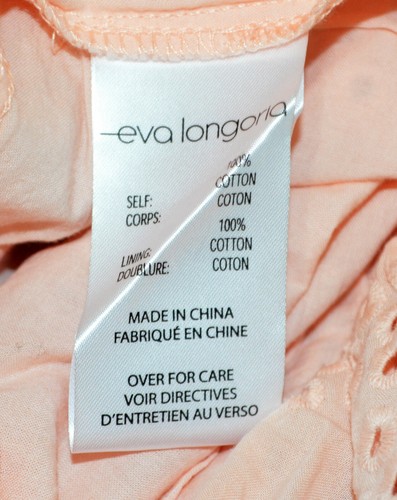 eva longoria
100%
COTTON
SELF: COTON
CORPS:
100%
COTTON
LINING: COTON
DOUBLURE:
MADE IN CHINA
FABRIQUÉ EN CHINE
OVER FOR CARE
VOIR DIRECTIVES
D'ENTRETIEN AU VERSO